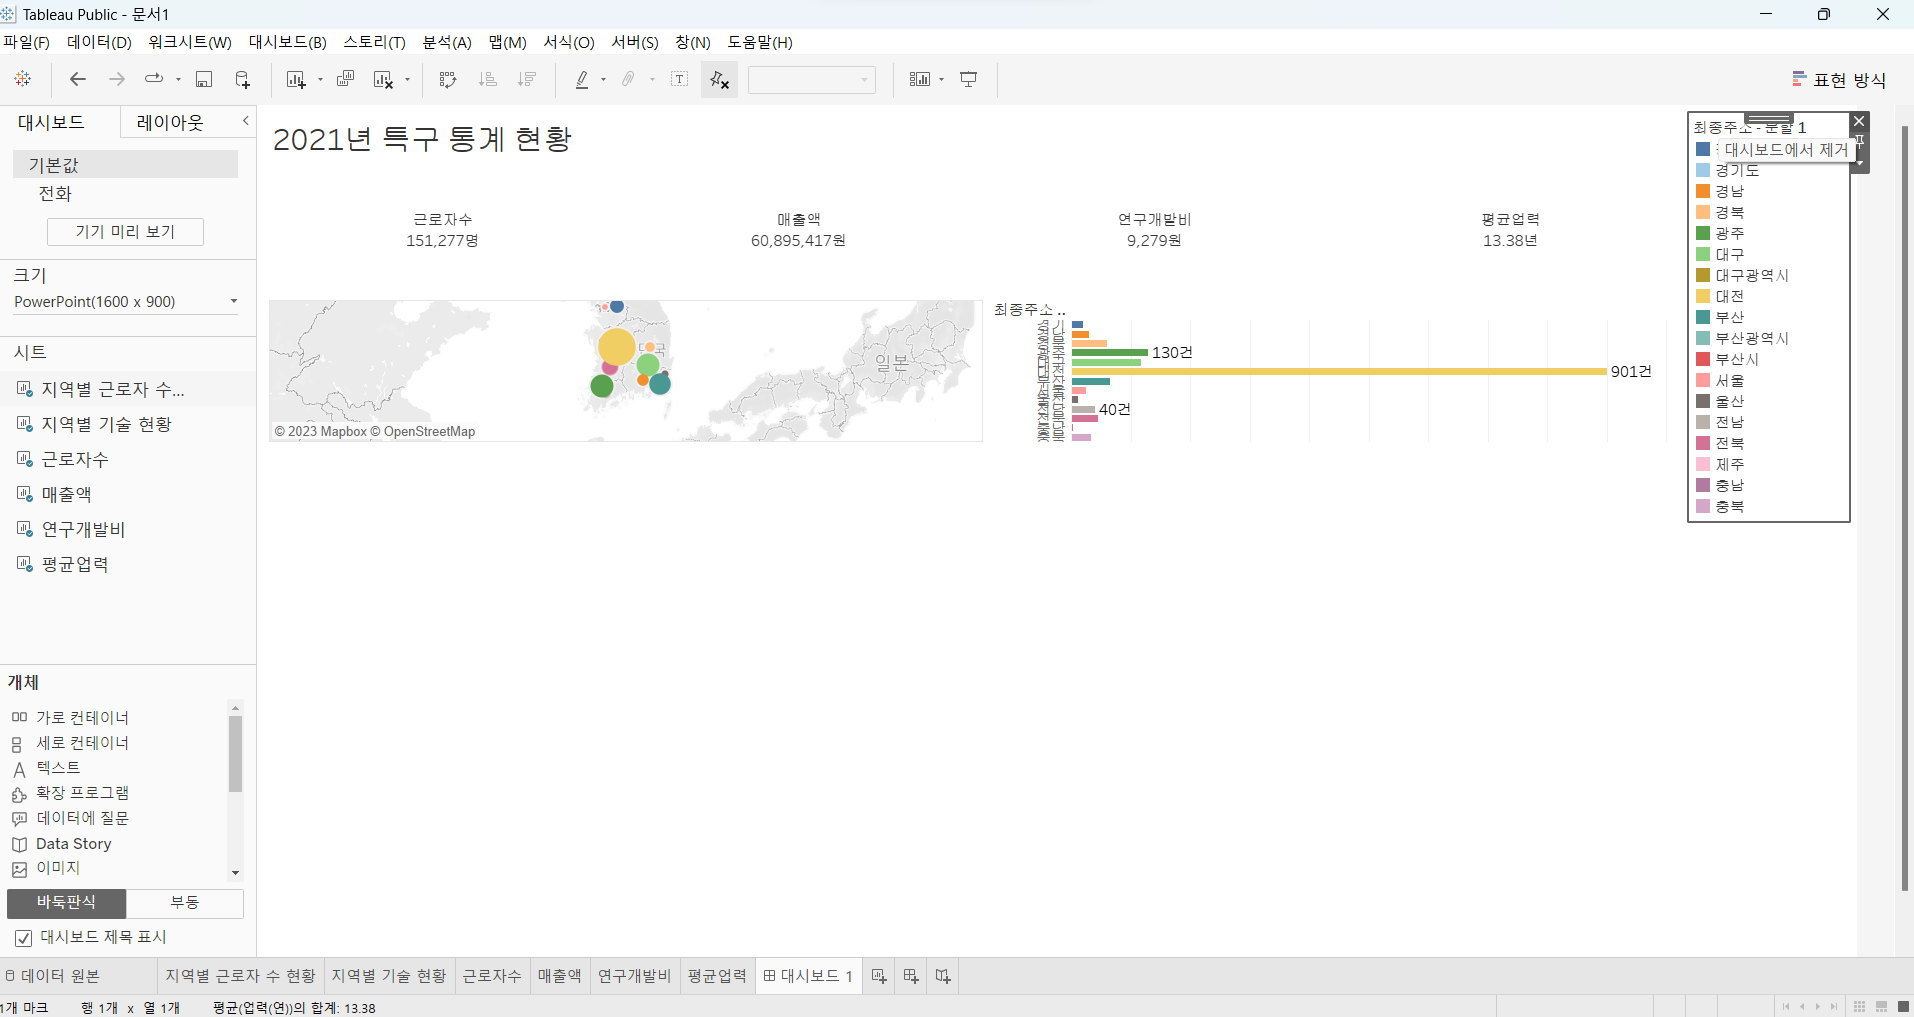 Tableau Public - 문서1
파일(F) 데이터(D) 워크시트(W) 대시보드(B) 스토리(T) 분석(A) 맵(M) 서식(O) 서버(S) 창(N) 도움말(H)
표현 방식
대시보드 레이아웃
기본값
전화
기기 미리 보기
크기
PowerPoint(1600 x 900)
시트
지역별 근로자 수...
지역별 기술 현황
근로자수
매출액
연구개발비
평균업력
개체
가로 컨테이너
세로 컨테이너
텍스트
확장 프로그램
데이터에 질문
Data Story
이미지
바둑판식 부동
대시보드 제목 표시
2021년 특구 통계 현황
근로자수
151,277명
매출액
60,895,417원
연구개발비
9,279원
평균업력
13.38년
일본
© 2023 Mapbox © OpenStreetMap
최종주소 ..
130건
901건
40건
최종주소 - 분할 1
대시보드에서 제거
경기도
경남
경북
광주
대구
대구광역시
대전
부산
부산광역시
부산시
서울
울산
전남
전북
제주
충남
충북
데이터 원본 지역별 근로자 수 현황 지역별 기술 현황 근로자수 매출액 연구개발비 평균업력 대시보드 1
1개 마크 행 1개 x 열 1개 평균(업력(연))의 합계: 13.38